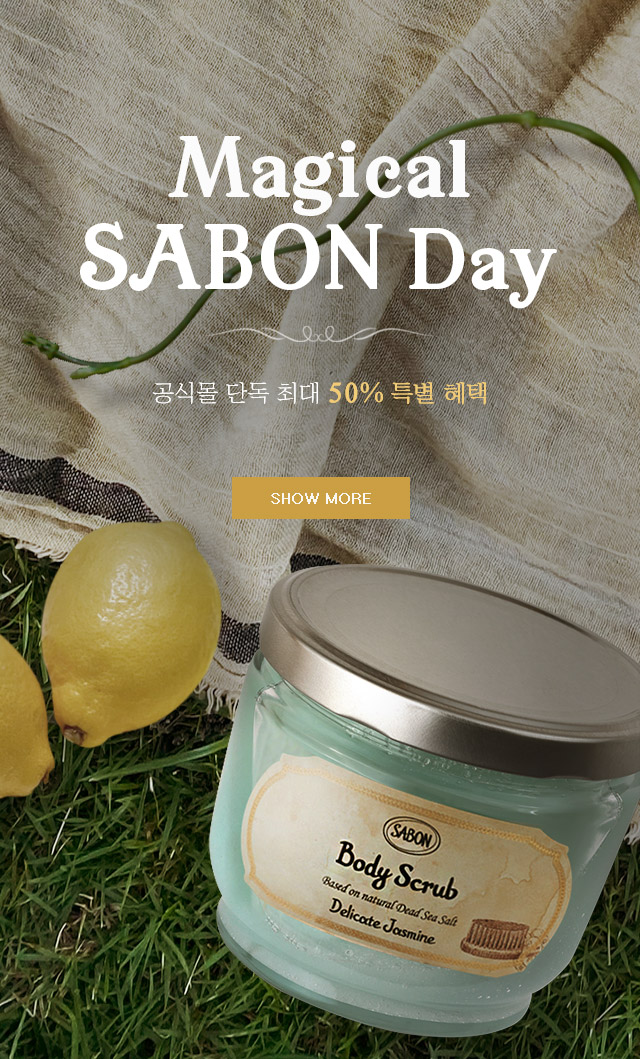 Magical
SABON Day
공식몰 단독 최대 50% 특별 혜택
SHOW MORE
SABON
Body Scrub
Based on natural Dead Sea Salt
Delicate Jasmine